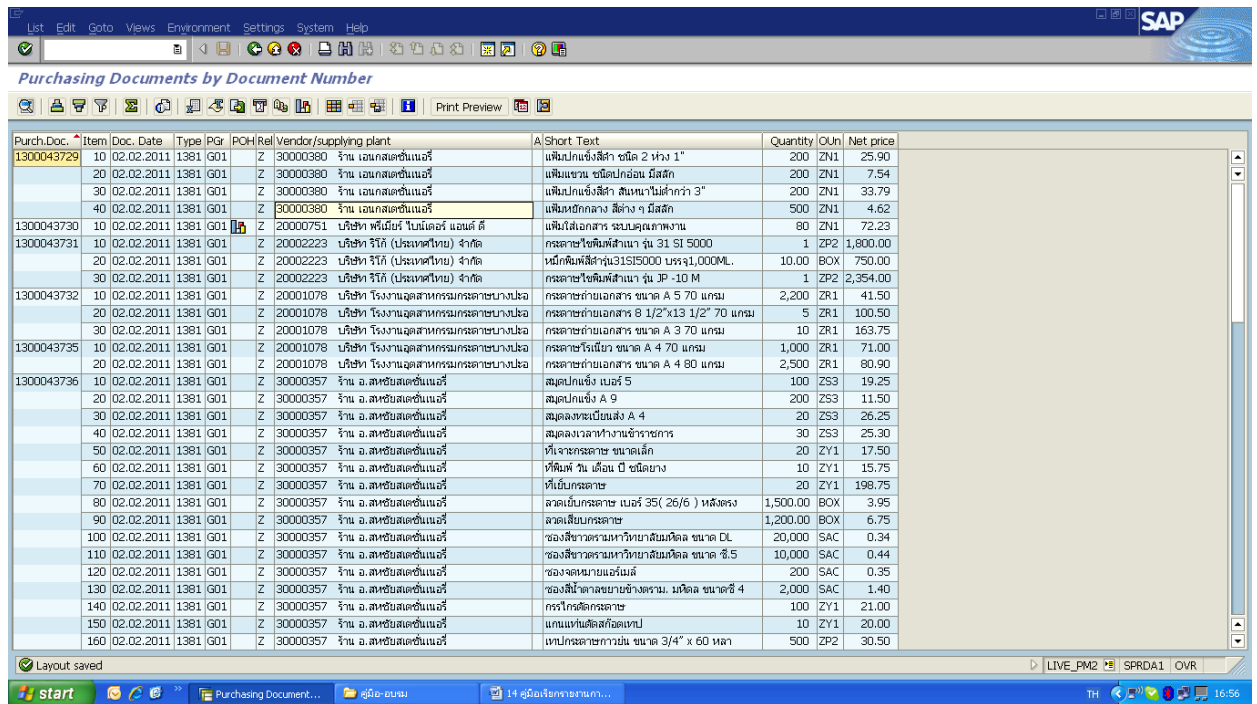 List Edit Goto Views Environment Settings System Help
SAP
Purchasing Documents by Document Number
Print Preview
Purch.Doc. Item Doc. Date Type PGr POH Rel Vendor/supplying plant A Short Text Quantity OUn Net price
1300043729 10 02.02.2011 1381 G01 Z 30000380 ร้าน เอนกสเตชั่นเนอรี่ แฟ้มปกแข็งสีดำ ชนิด 2 ห่วง 1" 200 ZN1 25.90
20 02.02.2011 1381 G01 Z 30000380 ร้าน เอนกสเตชั่นเนอรี่ แฟ้มแขวน ชนิดปกอ่อน มีสลัก 200 ZN1 7.54
30 02.02.2011 1381 G01 Z 30000380 ร้าน เอนกสเตชั่นเนอรี่ แฟ้มปกแข็งสีดำ สันหนาไม่ต่ำกว่า 3" 200 ZN1 33.79
40 02.02.2011 1381 G01 Z 30000380 ร้าน เอนกสเตชั่นเนอรี่ แฟ้มหยักกลาง สีต่าง ๆ มีสลัก 500 ZN1 4.62
1300043730 10 02.02.2011 1381 G01 Z 20000751 บริษัท พรีเมียร์ ไบน์เดอร์ แอนด์ ดี แฟ้มใส่เอกสาร ระบบคุณภาพงาน 80 ZN1 72.23
1300043731 10 02.02.2011 1381 G01 Z 20002223 บริษัท ริโก้ (ประเทศไทย) จำกัด กระดาษไขพิมพ์สำเนา รุ่น 31 SI 5000 1 ZP2 1,800.00
20 02.02.2011 1381 G01 Z 20002223 บริษัท ริโก้ (ประเทศไทย) จำกัด หมึกพิมพ์สีดำรุ่น31SI5000 บรรจุ1,000ML. 10.00 BOX 750.00
30 02.02.2011 1381 G01 Z 20002223 บริษัท ริโก้ (ประเทศไทย) จำกัด กระดาษไขพิมพ์สำเนา รุ่น JP -10 M 1 ZP2 2,354.00
1300043732 10 02.02.2011 1381 G01 Z 20001078 บริษัท โรงงานอุตสาหกรรมกระดาษบางปะอ กระดาษถ่ายเอกสาร ขนาด A 5 70 แกรม 2,200 ZR1 41.50
20 02.02.2011 1381 G01 Z 20001078 บริษัท โรงงานอุตสาหกรรมกระดาษบางปะอ กระดาษถ่ายเอกสาร 8 1/2"x13 1/2" 70 แกรม 5 ZR1 100.50
30 02.02.2011 1381 G01 Z 20001078 บริษัท โรงงานอุตสาหกรรมกระดาษบางปะอ กระดาษถ่ายเอกสาร ขนาด A 3 70 แกรม 10 ZR1 163.75
1300043735 10 02.02.2011 1381 G01 Z 20001078 บริษัท โรงงานอุตสาหกรรมกระดาษบางปะอ กระดาษโรเนียว ขนาด A 4 70 แกรม 1,000 ZR1 71.00
20 02.02.2011 1381 G01 Z 20001078 บริษัท โรงงานอุตสาหกรรมกระดาษบางปะอ กระดาษถ่ายเอกสาร ขนาด A 4 80 แกรม 2,500 ZR1 80.90
1300043736 10 02.02.2011 1381 G01 Z 30000357 ร้าน อ.สหชัยสเตชั่นเนอรี่ สมุดปกแข็ง เบอร์ 5 100 ZS3 19.25
20 02.02.2011 1381 G01 Z 30000357 ร้าน อ.สหชัยสเตชั่นเนอรี่ สมุดปกแข็ง A 9 200 ZS3 11.50
30 02.02.2011 1381 G01 Z 30000357 ร้าน อ.สหชัยสเตชั่นเนอรี่ สมุดลงทะเบียนส่ง A 4 20 ZS3 26.25
40 02.02.2011 1381 G01 Z 30000357 ร้าน อ.สหชัยสเตชั่นเนอรี่ สมุดลงเวลาทำงานข้าราชการ 30 ZS3 25.30
50 02.02.2011 1381 G01 Z 30000357 ร้าน อ.สหชัยสเตชั่นเนอรี่ ที่เจาะกระดาษ ขนาดเล็ก 20 ZY1 17.50
60 02.02.2011 1381 G01 Z 30000357 ร้าน อ.สหชัยสเตชั่นเนอรี่ ที่พิมพ์ วัน เดือน ปี ชนิดยาง 10 ZY1 15.75
70 02.02.2011 1381 G01 Z 30000357 ร้าน อ.สหชัยสเตชั่นเนอรี่ ที่เย็บกระดาษ 20 ZY1 198.75
80 02.02.2011 1381 G01 Z 30000357 ร้าน อ.สหชัยสเตชั่นเนอรี่ ลวดเย็บกระดาษ เบอร์ 35( 26/6 ) หลังตรง 1,500.00 BOX 3.95
90 02.02.2011 1381 G01 Z 30000357 ร้าน อ.สหชัยสเตชั่นเนอรี่ ลวดเสียบกระดาษ 1,200.00 BOX 6.75
100 02.02.2011 1381 G01 Z 30000357 ร้าน อ.สหชัยสเตชั่นเนอรี่ ซองสีขาวตรามหาวิทยาลัยมหิดล ขนาด DL 20,000 SAC 0.34
110 02.02.2011 1381 G01 Z 30000357 ร้าน อ.สหชัยสเตชั่นเนอรี่ ซองสีขาวตรามหาวิทยาลัยมหิดล ขนาด ซี.5 10,000 SAC 0.44
120 02.02.2011 1381 G01 Z 30000357 ร้าน อ.สหชัยสเตชั่นเนอรี่ ซองจดหมายแอร์เมล์ 200 SAC 0.35
130 02.02.2011 1381 G01 Z 30000357 ร้าน อ.สหชัยสเตชั่นเนอรี่ ซองสีน้ำตาลขยายข้างตราม. มหิดล ขนาดซี 4 2,000 SAC 1.40
140 02.02.2011 1381 G01 Z 30000357 ร้าน อ.สหชัยสเตชั่นเนอรี่ กรรไกรตัดกระดาษ 100 ZY1 21.00
150 02.02.2011 1381 G01 Z 30000357 ร้าน อ.สหชัยสเตชั่นเนอรี่ แกนแท่นตัดสก๊อตเทป 10 ZY1 20.00
160 02.02.2011 1381 G01 Z 30000357 ร้าน อ.สหชัยสเตชั่นเนอรี่ เทปกระดาษกาวย่น ขนาด 3/4" x 60 หลา 500 ZP2 30.50
Layout saved LIVE_PM2 SPRDA1 OVR
start Purchasing Document... คู่มือ-อบรม 14 คู่มือเรียกรายงานกา... TH 16:56